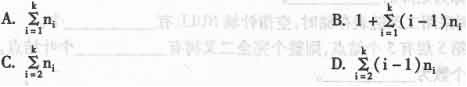 A. \sum_{i=1}^{k} n_i
B. 1 + \sum_{i=1}^{k} (i-1) n_i
C. \sum_{i=2}^{k} n_i
D. \sum_{i=2}^{k} (i-1) n_i